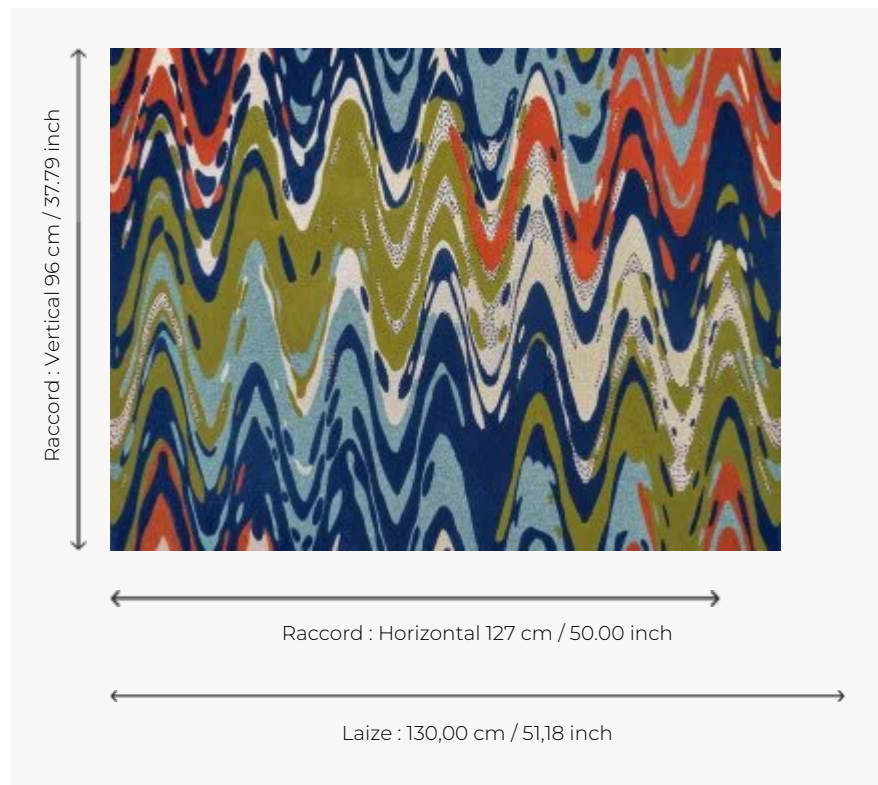 Raccord : Vertical 96 cm / 37.79 inch
Raccord : Horizontal 127 cm / 50.00 inch
Laize : 130,00 cm / 51,18 inch